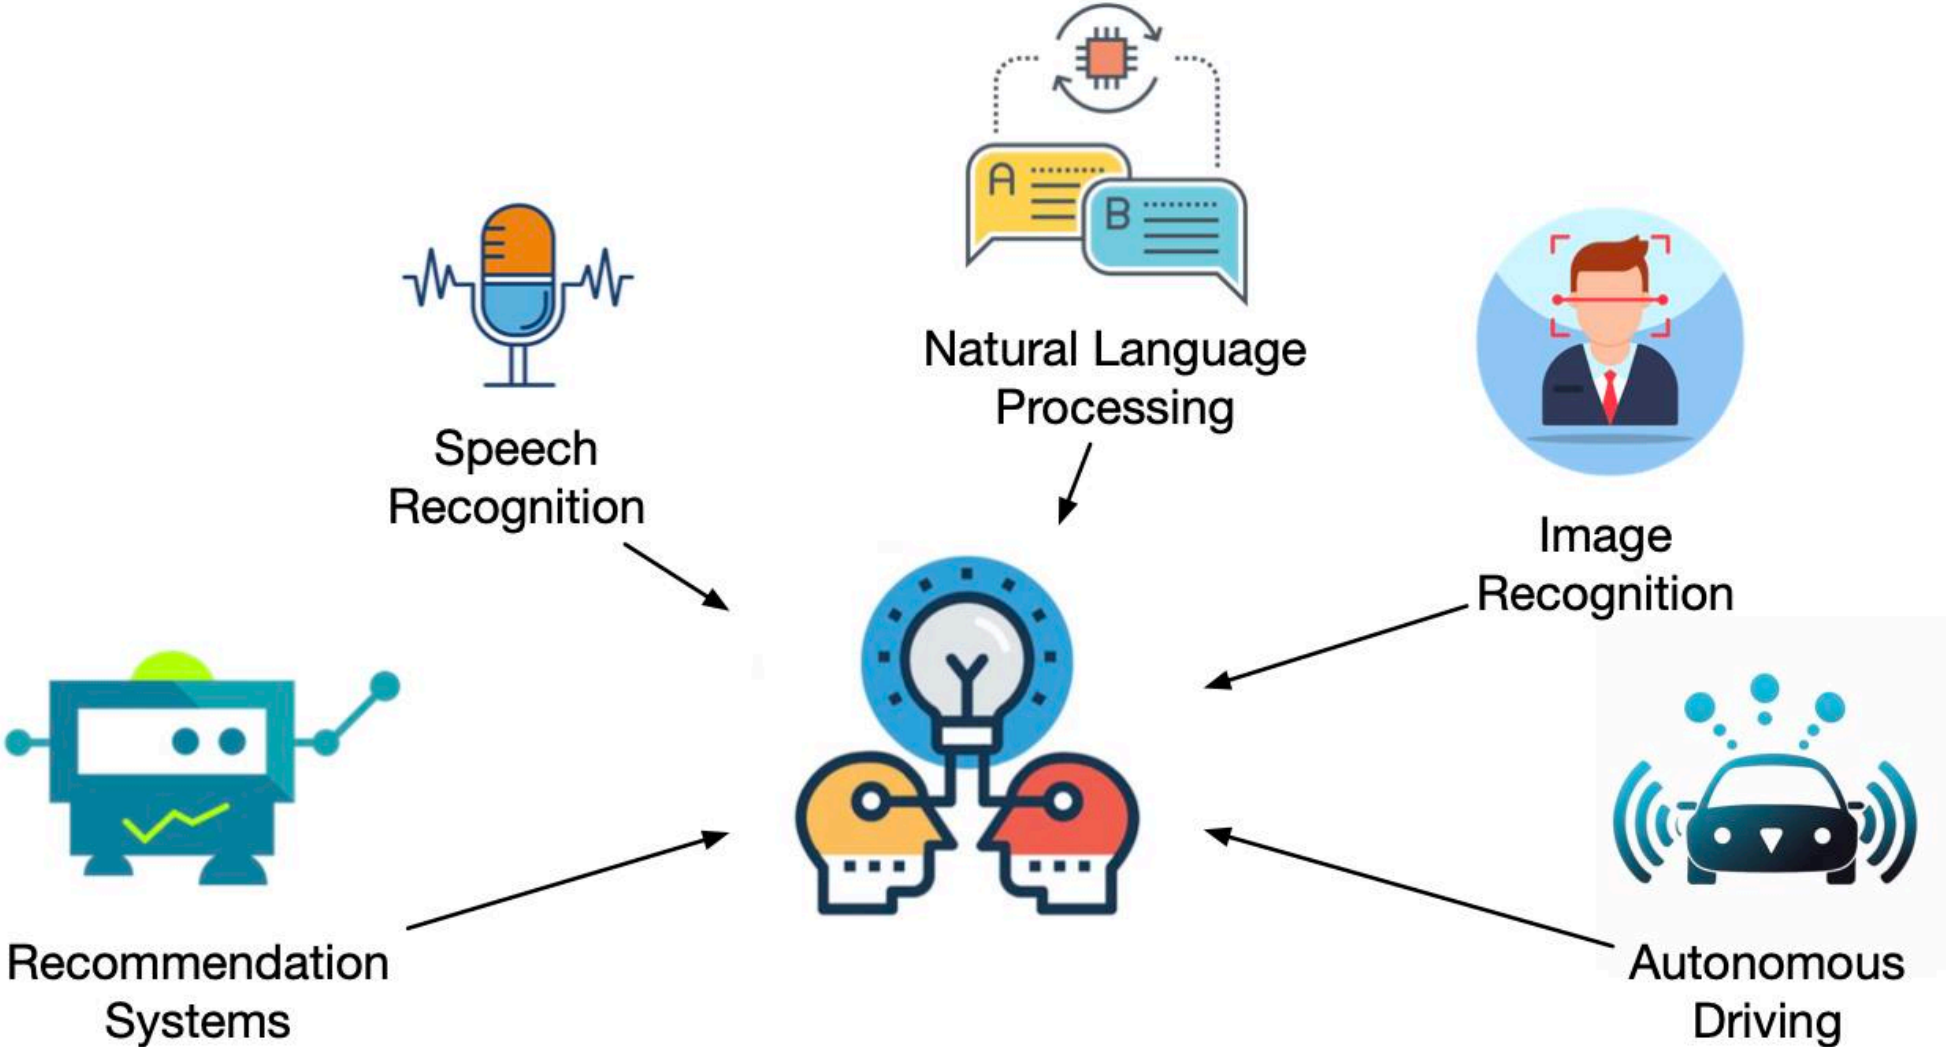 A
B
Natural Language
Processing
Speech
Recognition
Image
Recognition
Recommendation
Systems
Autonomous
Driving